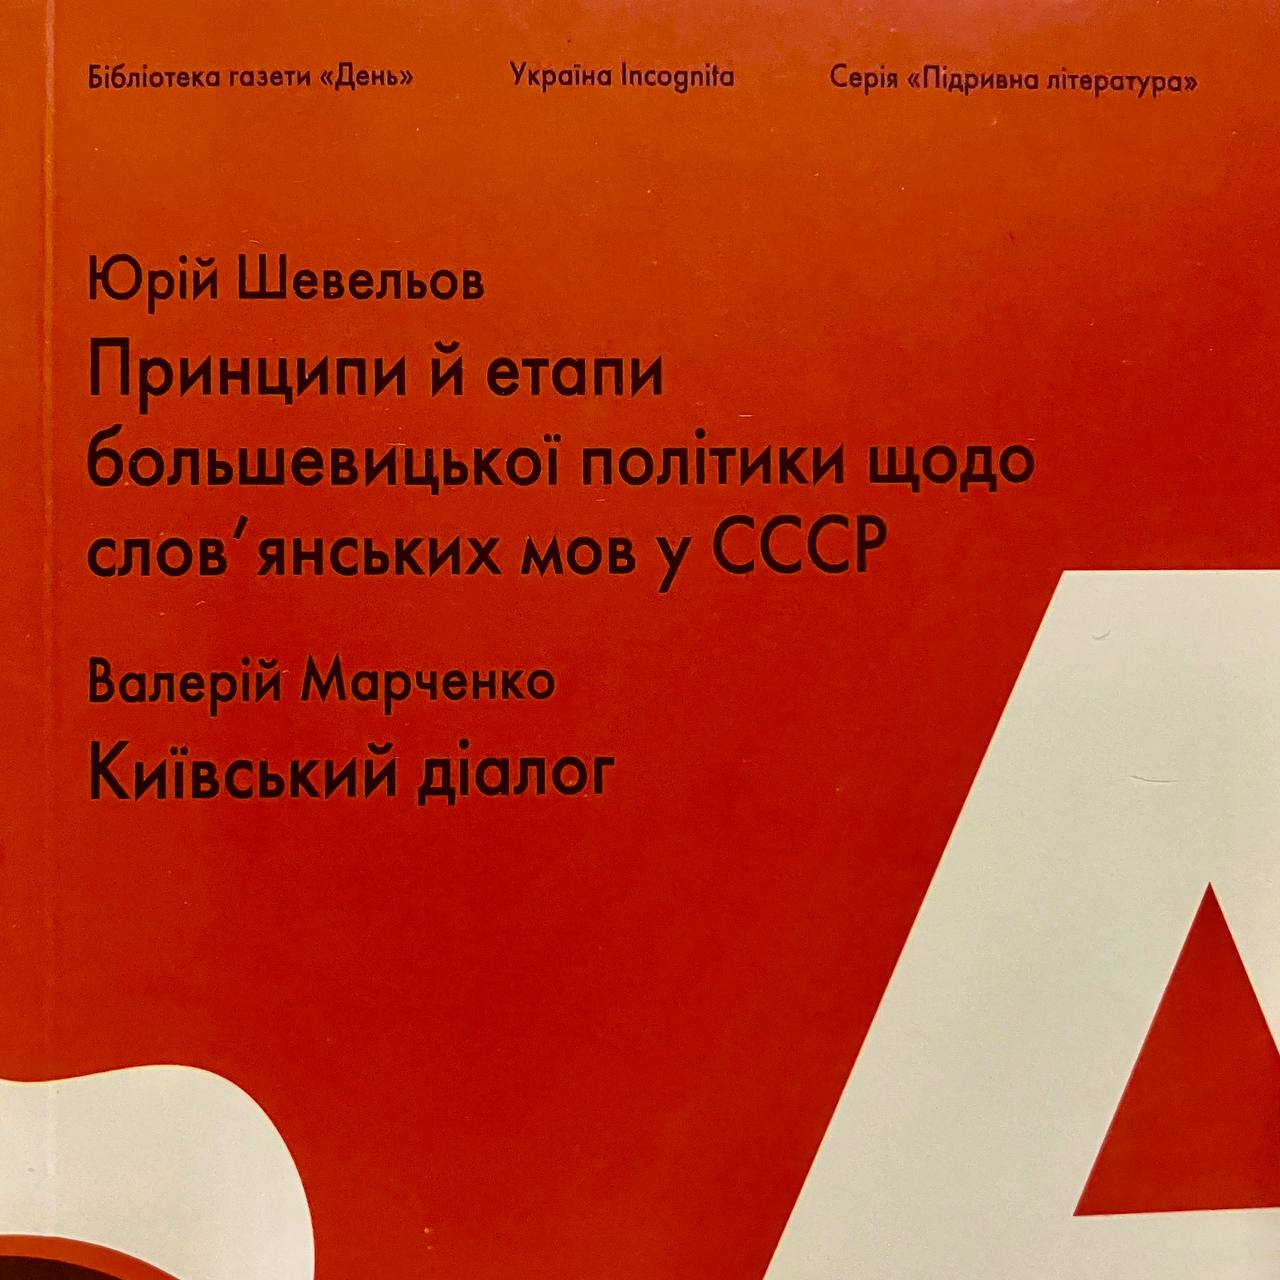 Бібліотека газети «День» Україна Incognita Серія «Підривна література»
Юрій Шевельов
Принципи й етапи
большевицької політики щодо
слов’янських мов у СССР
Валерій Марченко
Київський діалог
А